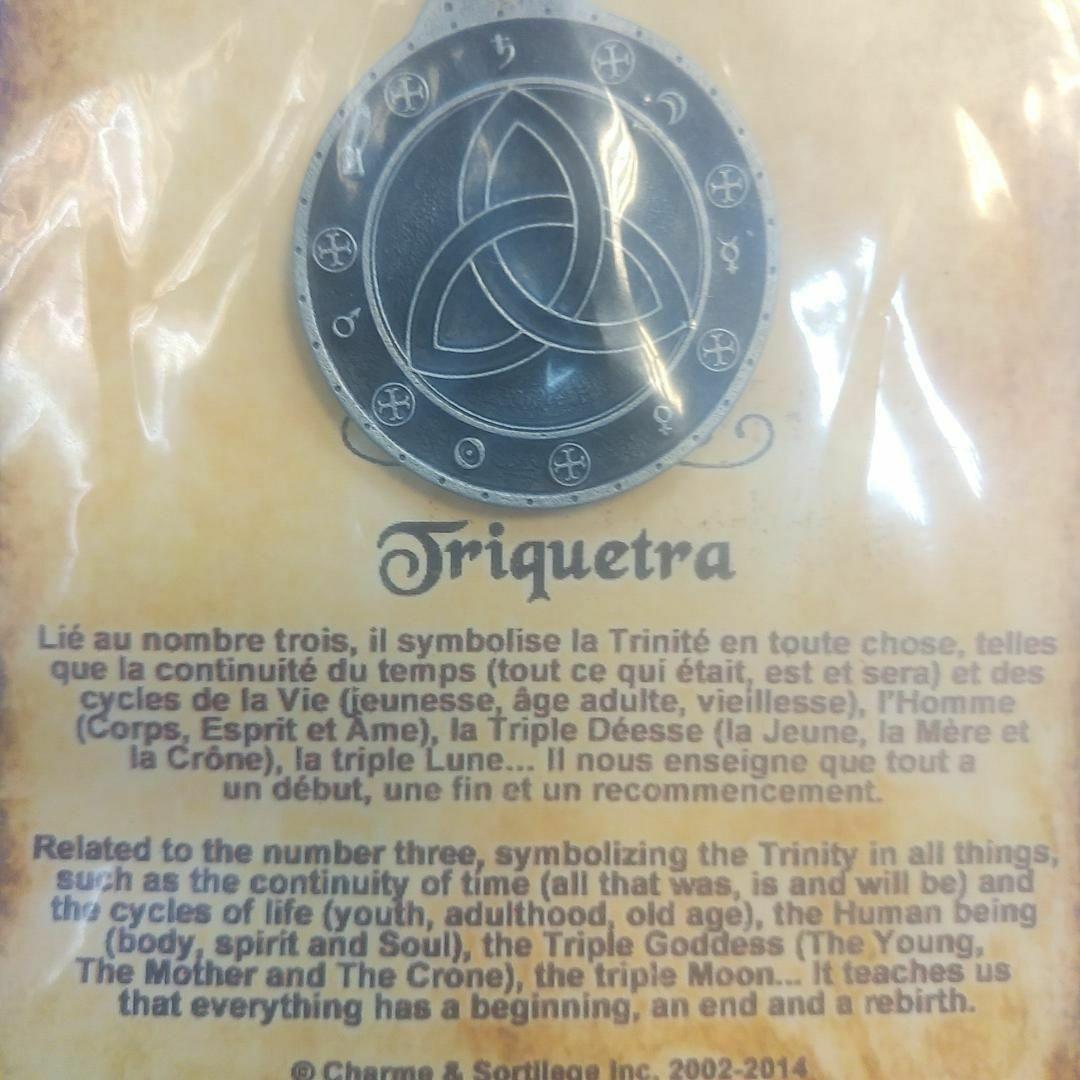 Triquetra
Lié au nombre trois, il symbolise la Trinité en toute chose, telles
que la continuité du temps (tout ce qui était, est et sera) et des
cycles de la Vie (jeunesse, âge adulte, vieillesse), l'Homme
(Corps, Esprit et Âme), la Triple Déesse (la Jeune, la Mère et
la Crône), la triple Lune... Il nous enseigne que tout a
un début, une fin et un recommencement.
Related to the number three, symbolizing the Trinity in all things,
such as the continuity of time (all that was, is and will be) and
the cycles of life (youth, adulthood, old age), the Human being
(body, spirit and Soul), the Triple Goddess (The Young,
The Mother and The Crone), the triple Moon... It teaches us
that everything has a beginning, an end and a rebirth.
© Charme & Sortilege Inc. 2002-2014